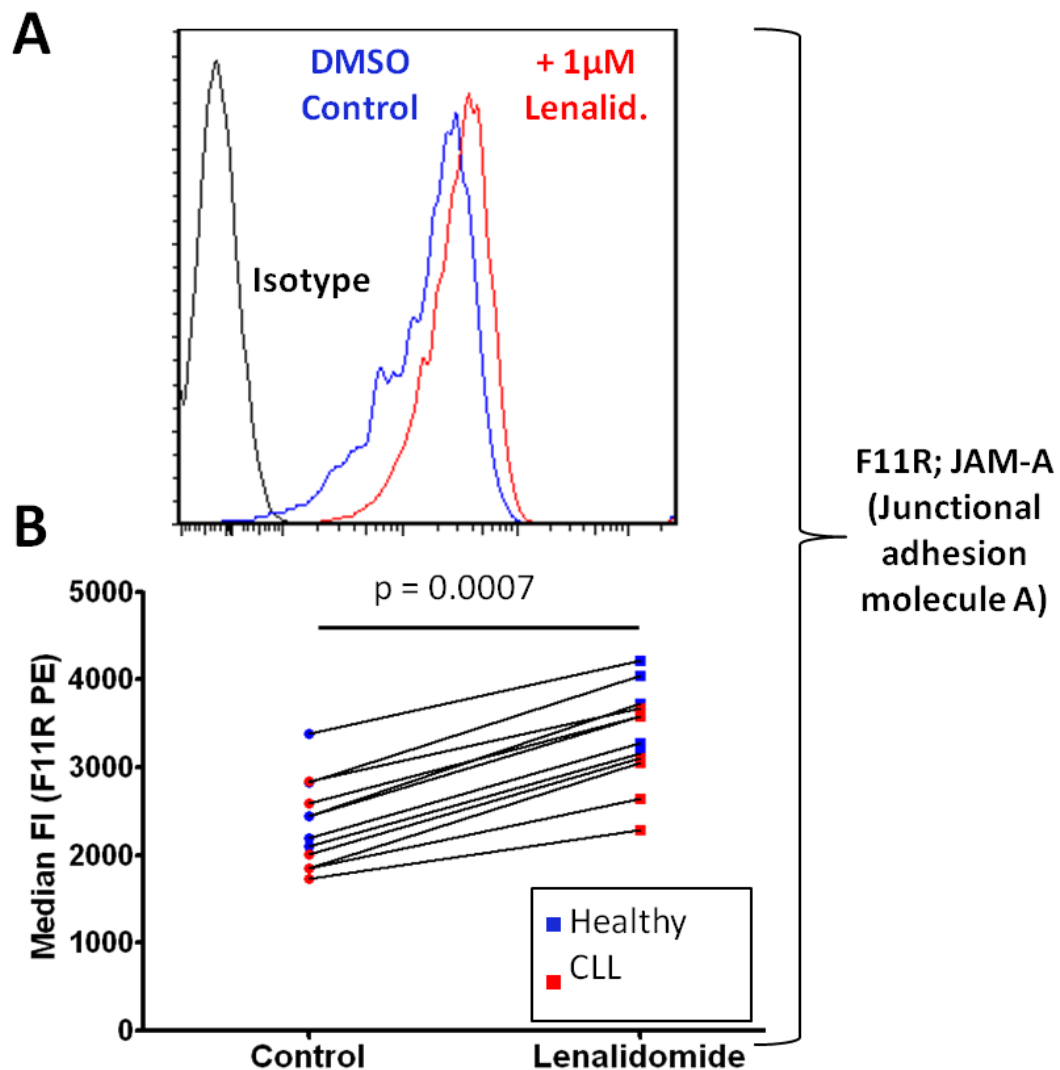 A
DMSO
Control
+ 1µM
Lenalid.
Isotype
F11R; JAM-A
(Junctional
adhesion
molecule A)
B
p = 0.0007
Median FI (F11R PE)
5000
4000
3000
2000
1000
0
Healthy
CLL
Control
Lenalidomide